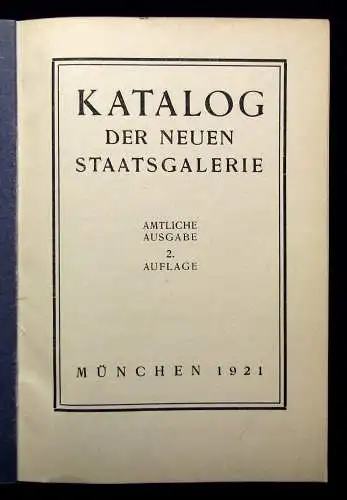 KATALOG
DER NEUEN
STAATSGALERIE
AMTLICHE
AUSGABE
2.
AUFLAGE
MÜNCHEN 1921